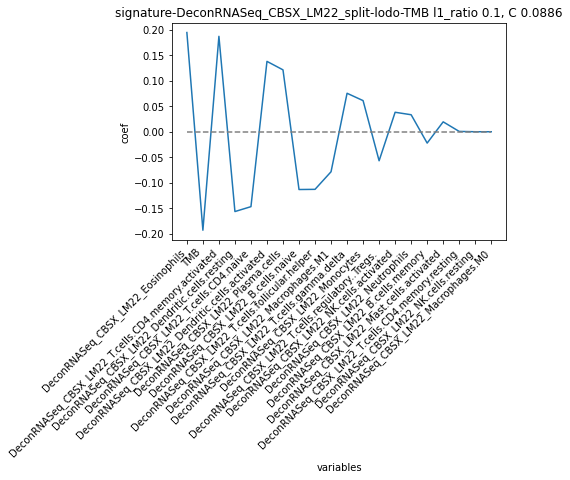 signature-DeconRNASeq_CBSX_LM22_split-lodo-TMB l1_ratio 0.1, C 0.0886
0.20
0.15
0.10
0.05
0.00
−0.05
−0.10
−0.15
−0.20
coef
DeconRNASeq_CBSX_LM22_Eosinophils
TMB
DeconRNASeq_CBSX_LM22_T.cells.CD4.memory.activated
DeconRNASeq_CBSX_LM22_Dendritic.cells.resting
DeconRNASeq_CBSX_LM22_T.cells.CD4.naive
DeconRNASeq_CBSX_LM22_Dendritic.cells.activated
DeconRNASeq_CBSX_LM22_Plasma.cells
DeconRNASeq_CBSX_LM22_B.cells.naive
DeconRNASeq_CBSX_LM22_T.cells.follicular.helper
DeconRNASeq_CBSX_LM22_Macrophages.M1
DeconRNASeq_CBSX_LM22_T.cells.gamma.delta
DeconRNASeq_CBSX_LM22_Monocytes
DeconRNASeq_CBSX_LM22_T.cells.regulatory..Tregs.
DeconRNASeq_CBSX_LM22_NK.cells.activated
DeconRNASeq_CBSX_LM22_Neutrophils
DeconRNASeq_CBSX_LM22_B.cells.memory
DeconRNASeq_CBSX_LM22_Mast.cells.activated
DeconRNASeq_CBSX_LM22_T.cells.CD4.memory.resting
DeconRNASeq_CBSX_LM22_NK.cells.resting
DeconRNASeq_CBSX_LM22_Macrophages.M0
variables